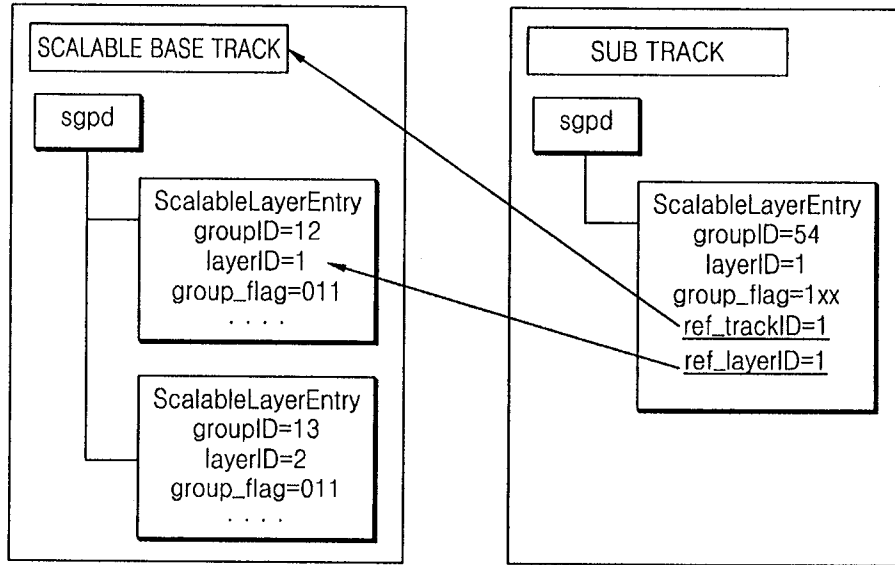 SCALABLE BASE TRACK
sgpd
ScalableLayerEntry
groupID=12
layerID=1
group_flag=011
. . . .
ScalableLayerEntry
groupID=13
layerID=2
group_flag=011
. . . .
SUB TRACK
sgpd
ScalableLayerEntry
groupID=54
layerID=1
group_flag=1xx
ref_trackID=1
ref_layerID=1